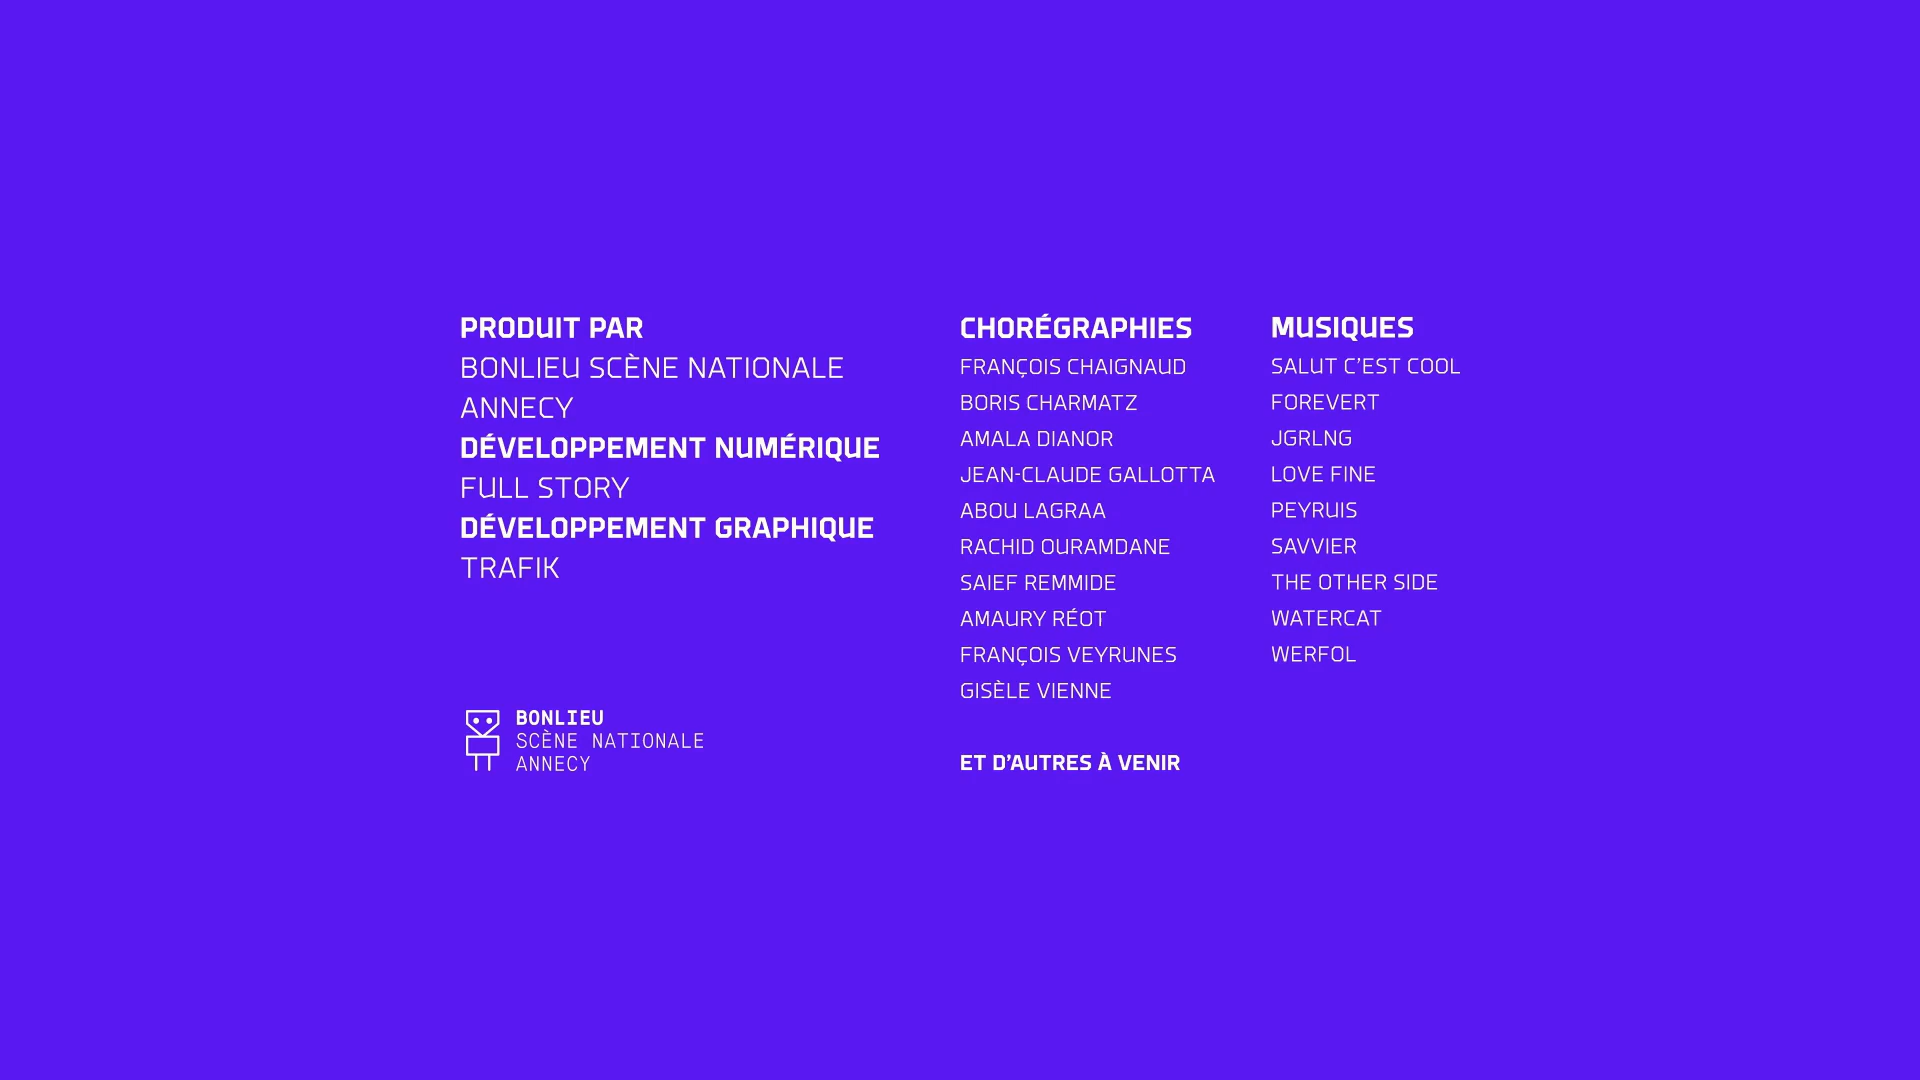 PRODUIT PAR
BONLIEU SCÈNE NATIONALE
ANNECY
DÉVELOPPEMENT NUMÉRIQUE
FULL STORY
DÉVELOPPEMENT GRAPHIQUE
TRAFIK
BONLIEU
SCÈNE NATIONALE
ANNECY
CHORÉGRAPHIES
FRANÇOIS CHAIGNAUD
BORIS CHARMATZ
AMALA DIANOR
JEAN-CLAUDE GALLOTTA
ABOU LAGRAA
RACHID OURAMDANE
SAIEF REMMIDE
AMAURY RÉOT
FRANÇOIS VEYRUNES
GISÈLE VIENNE
ET D’AUTRES À VENIR
MUSIQUES
SALUT C’EST COOL
FOREVERT
JGRLNG
LOVE FINE
PEYRUIS
SAVVIER
THE OTHER SIDE
WATERCAT
WERFOL